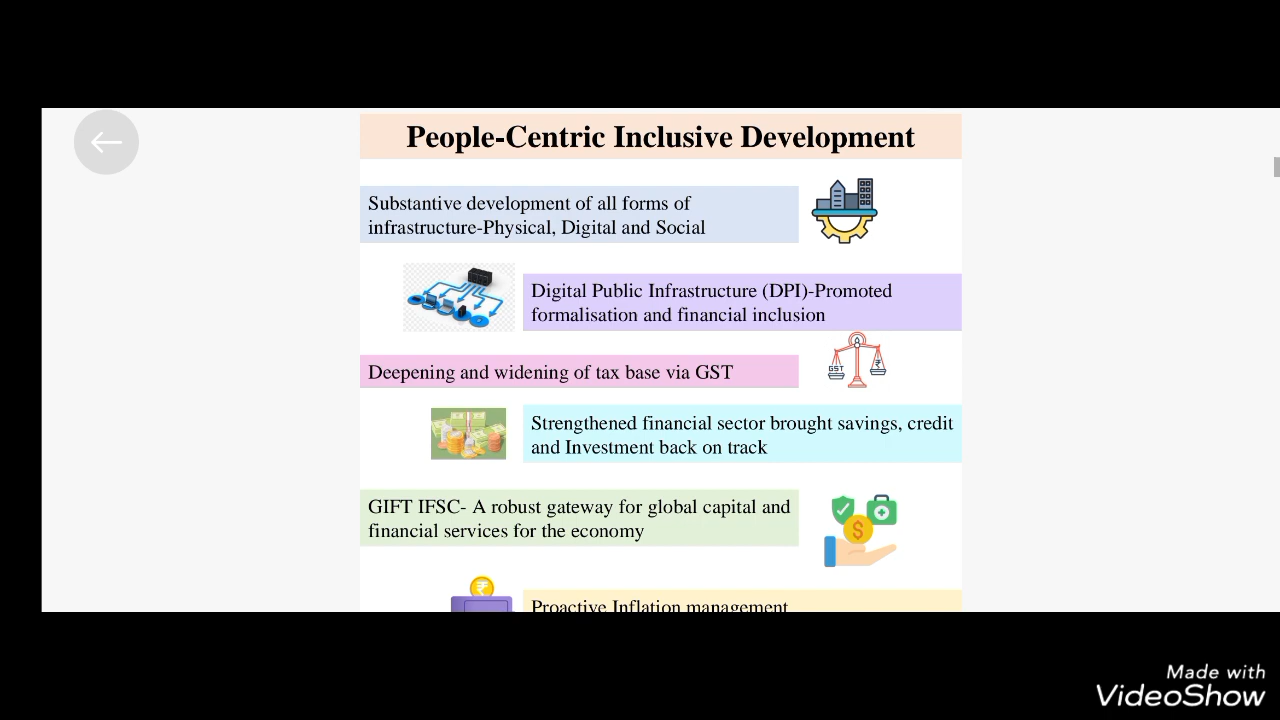 People-Centric Inclusive Development
Substantive development of all forms of
infrastructure-Physical, Digital and Social
Digital Public Infrastructure (DPI)-Promoted
formalisation and financial inclusion
GST
₹
Deepening and widening of tax base via GST
Strengthened financial sector brought savings, credit
and Investment back on track
GIFT IFSC- A robust gateway for global capital and
financial services for the economy
$
₹
Proactive Inflation management
Made with
VideoShow